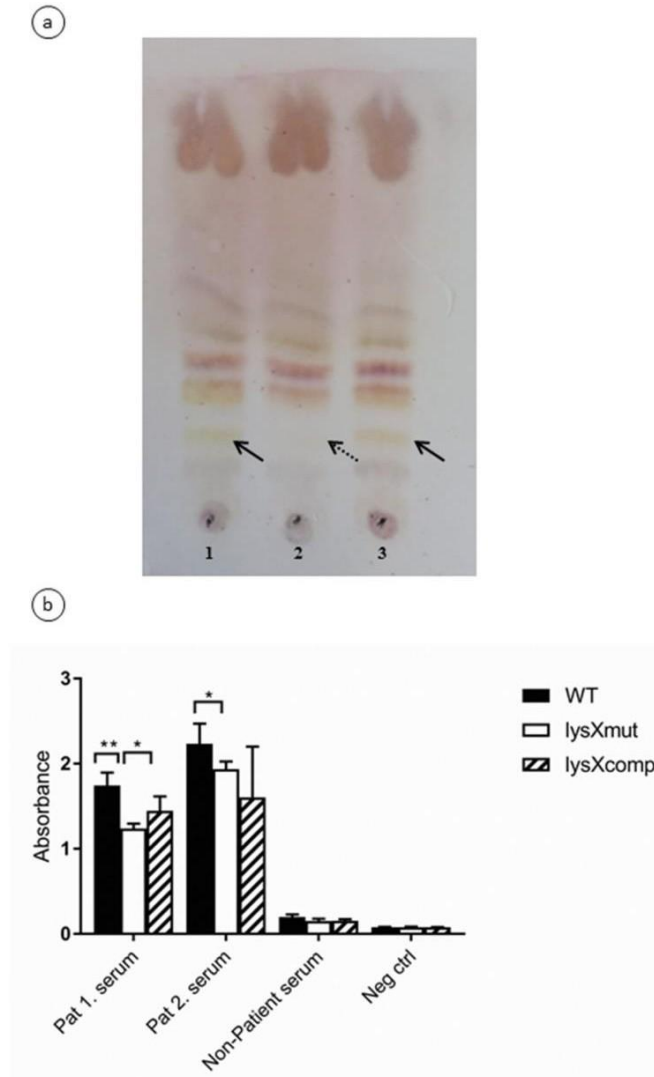 a
1 2 3
b
3
2
1
0
Absorbance
** *
*
WT
lysXmut
lysXcomp
Pat 1. serum
Pat 2. serum
Non-Patient serum
Neg ctrl